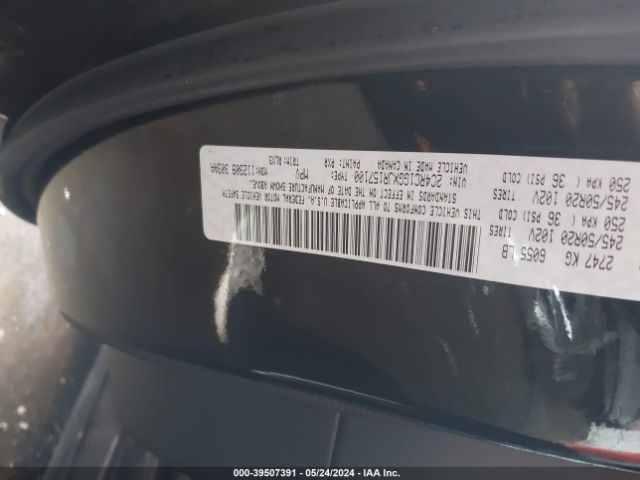 2747 KG 6055 LB
245/50R20 102V TIRES
250 KPA ( 36 PSI) COLD
245/50R20 102V TIRES
250 KPA ( 36 PSI) COLD
THIS VEHICLE CONFORMS TO ALL APPLICABLE U.S.A. FEDERAL MOTOR VEHICLE SAFETY
STANDARDS IN EFFECT ON THE DATE OF MANUFACTURE SHOWN ABOVE.
VIN: 2C4RC1GGXJR157100 TYPE: MPV MDH:112309 303AA
VEHICLE MADE IN CANADA PAINT: PXR TRIM: RLX9
000-39507391 - 05/24/2024 - IAA Inc.